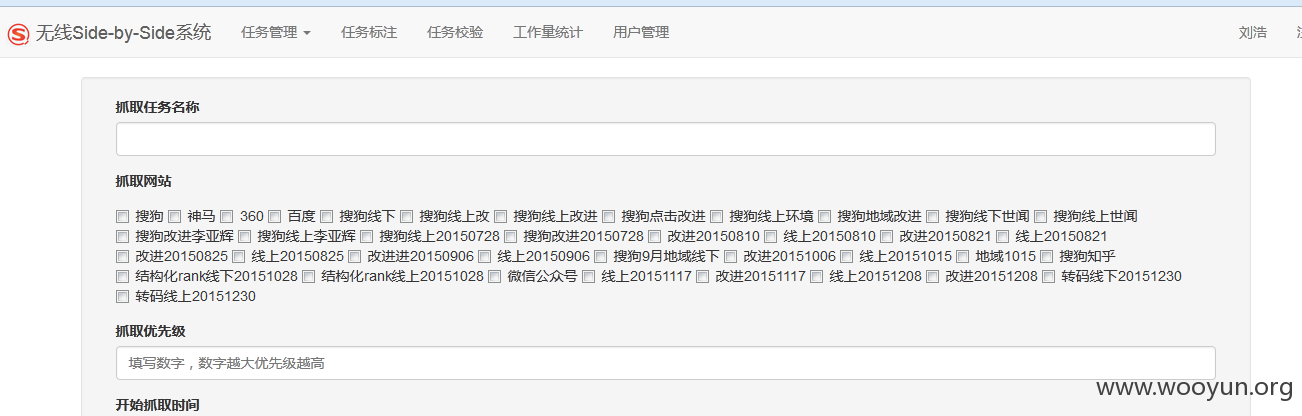 无线Side-by-Side系统 任务管理 任务标注 任务校验 工作量统计 用户管理 刘浩
抓取任务名称
抓取网站
搜狗 神马 360 百度 搜狗线下 搜狗线上改 搜狗线上改进 搜狗点击改进 搜狗线上环境 搜狗地域改进 搜狗线下世闻 搜狗线上世闻
搜狗改进李亚辉 搜狗线上李亚辉 搜狗线上20150728 搜狗改进20150728 改进20150810 线上20150810 改进20150821 线上20150821
改进20150825 线上20150825 改进进20150906 线上20150906 搜狗9月地域线下 改进20151006 线上20151015 地域1015 搜狗知乎
结构化rank线下20151028 结构化rank线上20151028 微信公众号 线上20151117 改进20151117 线上20151208 改进20151208 转码线下20151230
转码线上20151230
抓取优先级
填写数字，数字越大优先级越高
www.wooyun.org
开始抓取时间